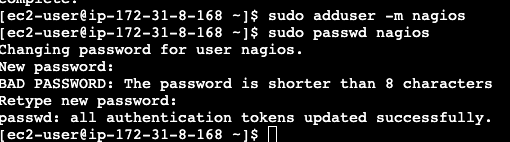 complete.
[ec2-user@ip-172-31-8-168 ~]$ sudo adduser -m nagios
[ec2-user@ip-172-31-8-168 ~]$ sudo passwd nagios
Changing password for user nagios.
New password:
BAD PASSWORD: The password is shorter than 8 characters
Retype new password:
passwd: all authentication tokens updated successfully.
[ec2-user@ip-172-31-8-168 ~]$